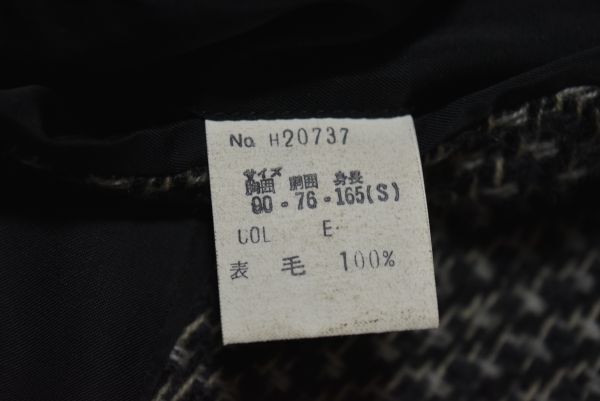 No. H20737
サイズ
胸囲 胴囲 身長
90 - 76 - 165(S)
COL E
表 毛 100%